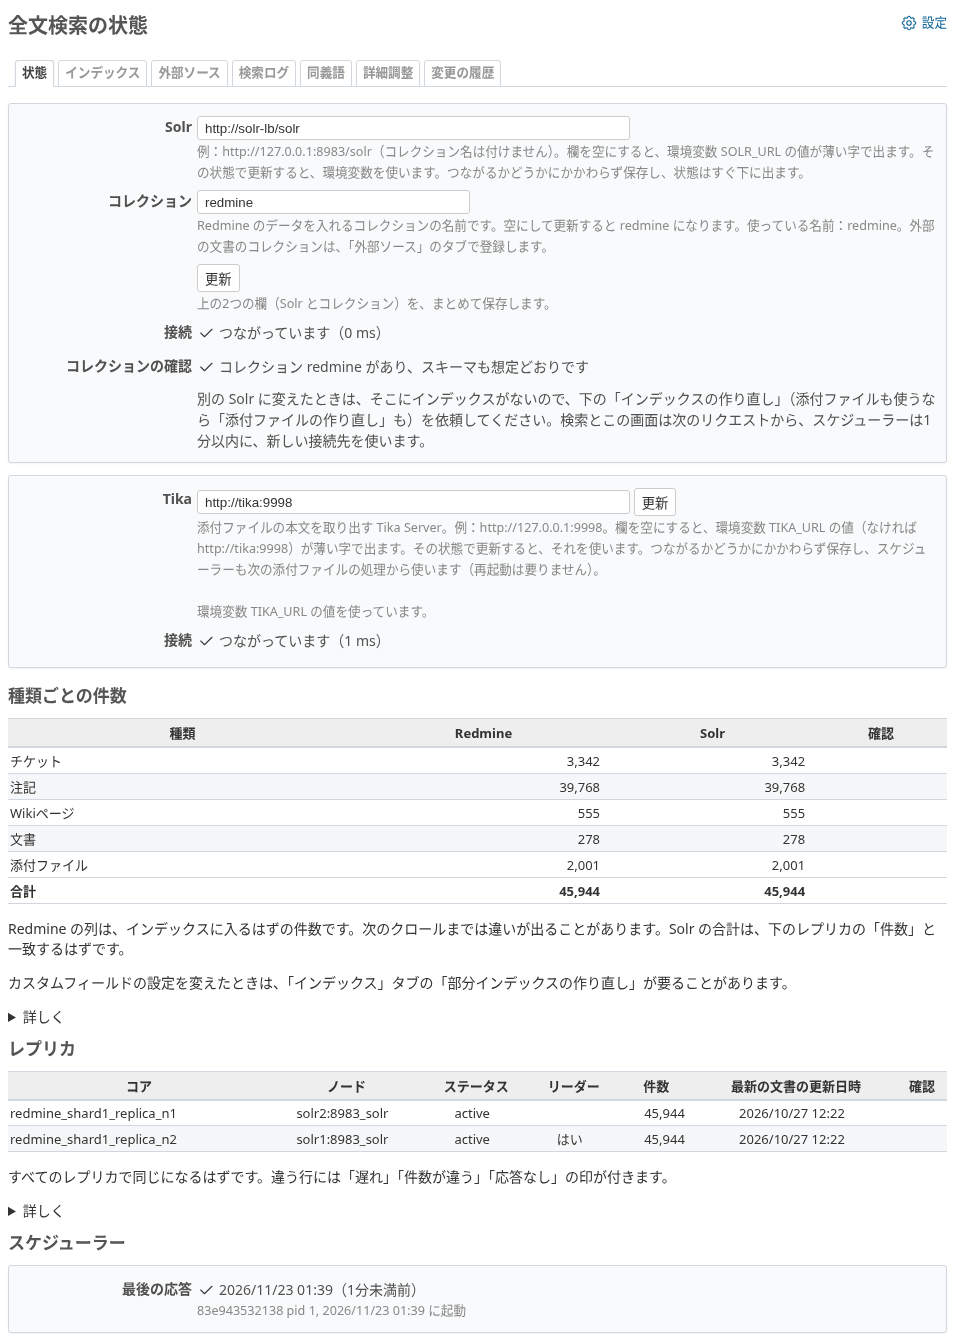 全文検索の状態
設定
状態 インデックス 外部ソース 検索ログ 同義語 詳細調整 変更の履歴
Solr http://solr-lb/solr
例：http://127.0.0.1:8983/solr（コレクション名は付けません）。欄を空にすると、環境変数 SOLR_URL の値が薄い字で出ます。そ
の状態で更新すると、環境変数を使います。つながるかどうかにかかわらず保存し、状態はすぐ下に出ます。
コレクション redmine
Redmine のデータを入れるコレクションの名前です。空にして更新すると redmine になります。使っている名前：redmine。外部
の文書のコレクションは、「外部ソース」のタブで登録します。
更新
上の2つの欄（Solr とコレクション）を、まとめて保存します。
接続 ✓ つながっています（0 ms）
コレクションの確認 ✓ コレクション redmine があり、スキーマも想定どおりです
別の Solr に変えたときは、そこにインデックスがないので、下の「インデックスの作り直し」（添付ファイルも使うな
ら「添付ファイルの作り直し」も）を依頼してください。検索とこの画面は次のリクエストから、スケジューラーは1
分以内に、新しい接続先を使います。
Tika http://tika:9998 更新
添付ファイルの本文を取り出す Tika Server。例：http://127.0.0.1:9998。欄を空にすると、環境変数 TIKA_URL の値（なければ
http://tika:9998）が薄い字で出ます。その状態で更新すると、それを使います。つながるかどうかにかかわらず保存し、スケジュ
ーラーも次の添付ファイルの処理から使います（再起動は要りません）。
環境変数 TIKA_URL の値を使っています。
接続 ✓ つながっています（1 ms）
種類ごとの件数
種類 Redmine Solr 確認
チケット 3,342 3,342
注記 39,768 39,768
Wikiページ 555 555
文書 278 278
添付ファイル 2,001 2,001
合計 45,944 45,944
Redmine の列は、インデックスに入るはずの件数です。次のクロールまでは違いが出ることがあります。Solr の合計は、下のレプリカの「件数」と
一致するはずです。
カスタムフィールドの設定を変えたときは、「インデックス」タブの「部分インデックスの作り直し」が要ることがあります。
▶ 詳しく
レプリカ
コア ノード ステータス リーダー 件数 最新の文書の更新日時 確認
redmine_shard1_replica_n1 solr2:8983_solr active 45,944 2026/10/27 12:22
redmine_shard1_replica_n2 solr1:8983_solr active はい 45,944 2026/10/27 12:22
すべてのレプリカで同じになるはずです。違う行には「遅れ」「件数が違う」「応答なし」の印が付きます。
▶ 詳しく
スケジューラー
最後の応答 ✓ 2026/11/23 01:39（1分未満前）
83e943532138 pid 1, 2026/11/23 01:39 に起動